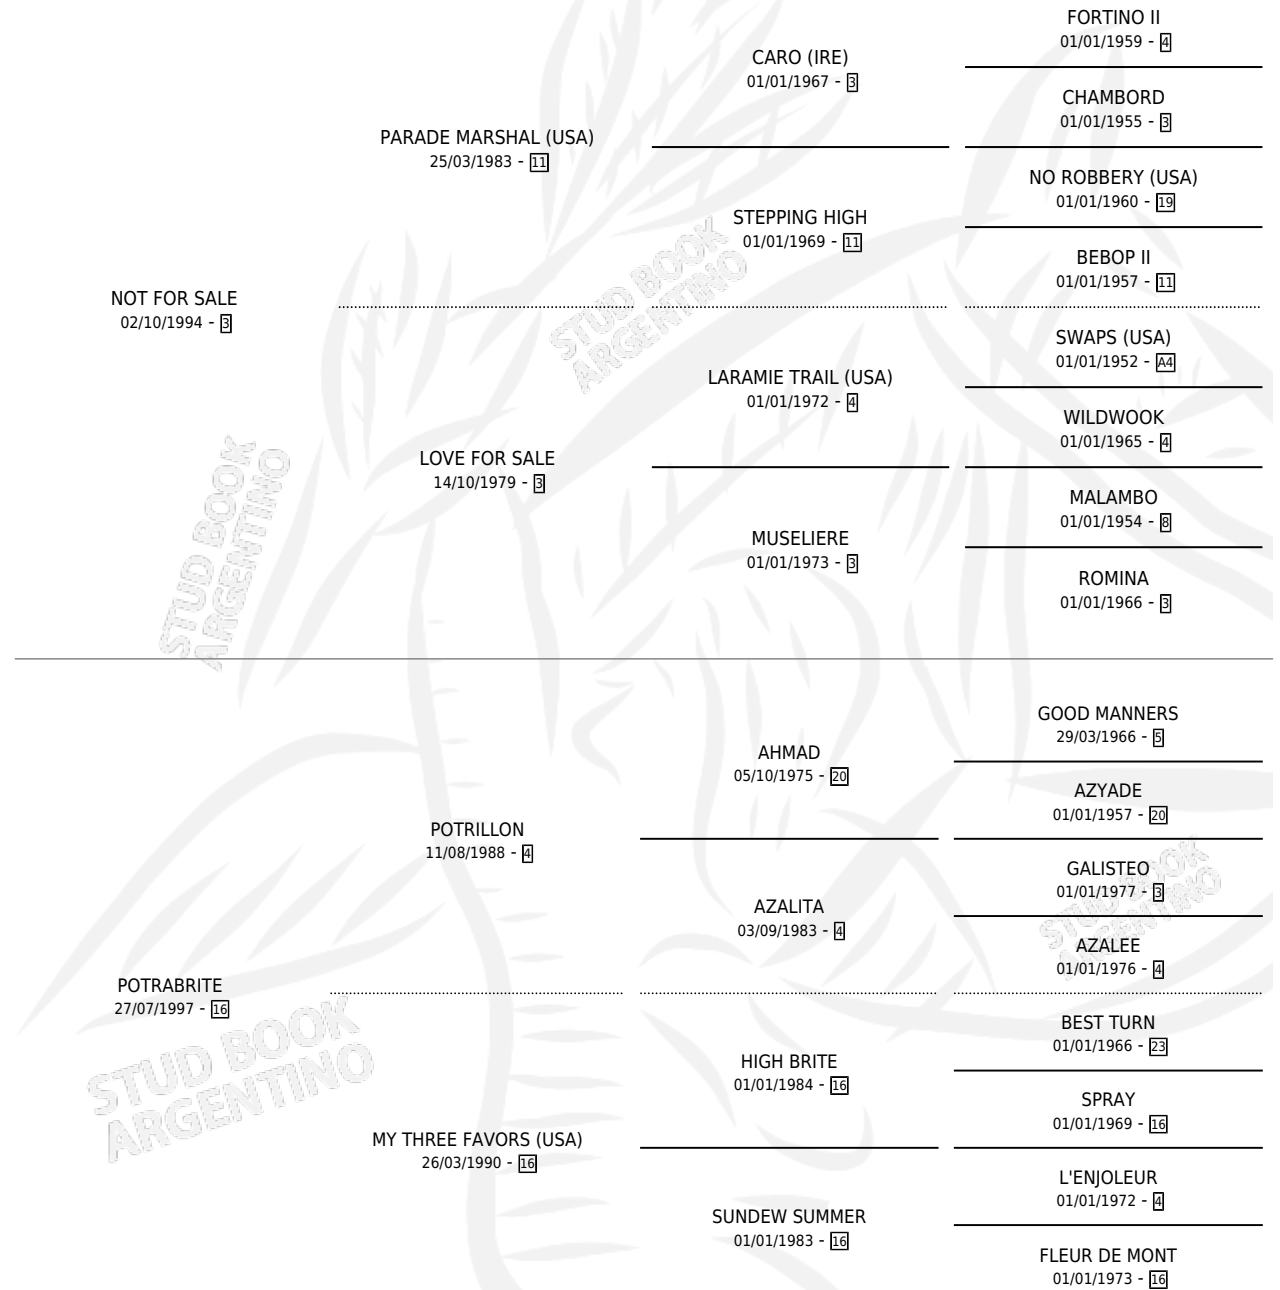 FORTINO II
01/01/1959 - 4
CARO (IRE)
01/01/1967 - 3
CHAMBORD
01/01/1955 - 3
PARADE MARSHAL (USA)
25/03/1983 - 11
NO ROBBERY (USA)
01/01/1960 - 19
STEPPING HIGH
01/01/1969 - 11
BEBOP II
01/01/1957 - 11
NOT FOR SALE
02/10/1994 - 3
SWAPS (USA)
01/01/1952 - A4
LARAMIE TRAIL (USA)
01/01/1972 - 4
WILDWOOK
01/01/1965 - 4
LOVE FOR SALE
14/10/1979 - 3
MALAMBO
01/01/1954 - 8
MUSELIERE
01/01/1973 - 3
ROMINA
01/01/1966 - 3
GOOD MANNERS
29/03/1966 - 5
AHMAD
05/10/1975 - 20
AZYADE
01/01/1957 - 20
POTRILLON
11/08/1988 - 4
GALISTEO
01/01/1977 - 3
AZALITA
03/09/1983 - 4
AZALEE
01/01/1976 - 4
POTRABRITE
27/07/1997 - 16
BEST TURN
01/01/1966 - 23
HIGH BRITE
01/01/1984 - 16
SPRAY
01/01/1969 - 16
MY THREE FAVORS (USA)
26/03/1990 - 16
L'ENJOLEUR
01/01/1972 - 4
SUNDEW SUMMER
01/01/1983 - 16
FLEUR DE MONT
01/01/1973 - 16
STUD BOOK
ARGENTINO
STUD BOOK
ARGENTINO
STUD BOOK
ARGENTINO
STUD BOOK
ARGENTINO